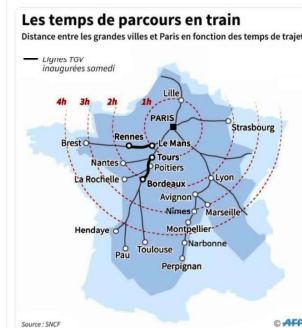 Les temps de parcours en train
Distance entre les grandes villes et Paris en fonction des temps de trajet
Lignes TGV
inaugurées samedi
4h 3h 2h 1h
Lille
PARIS
Strasbourg
Rennes
Brest
Le Mans
Nantes
Tours
Poitiers
La Rochelle
Lyon
Bordeaux
Avignon
Nîmes
Marseille
Montpellier
Hendaye
Toulouse
Narbonne
Pau
Perpignan
Source : SNCF
© AFP